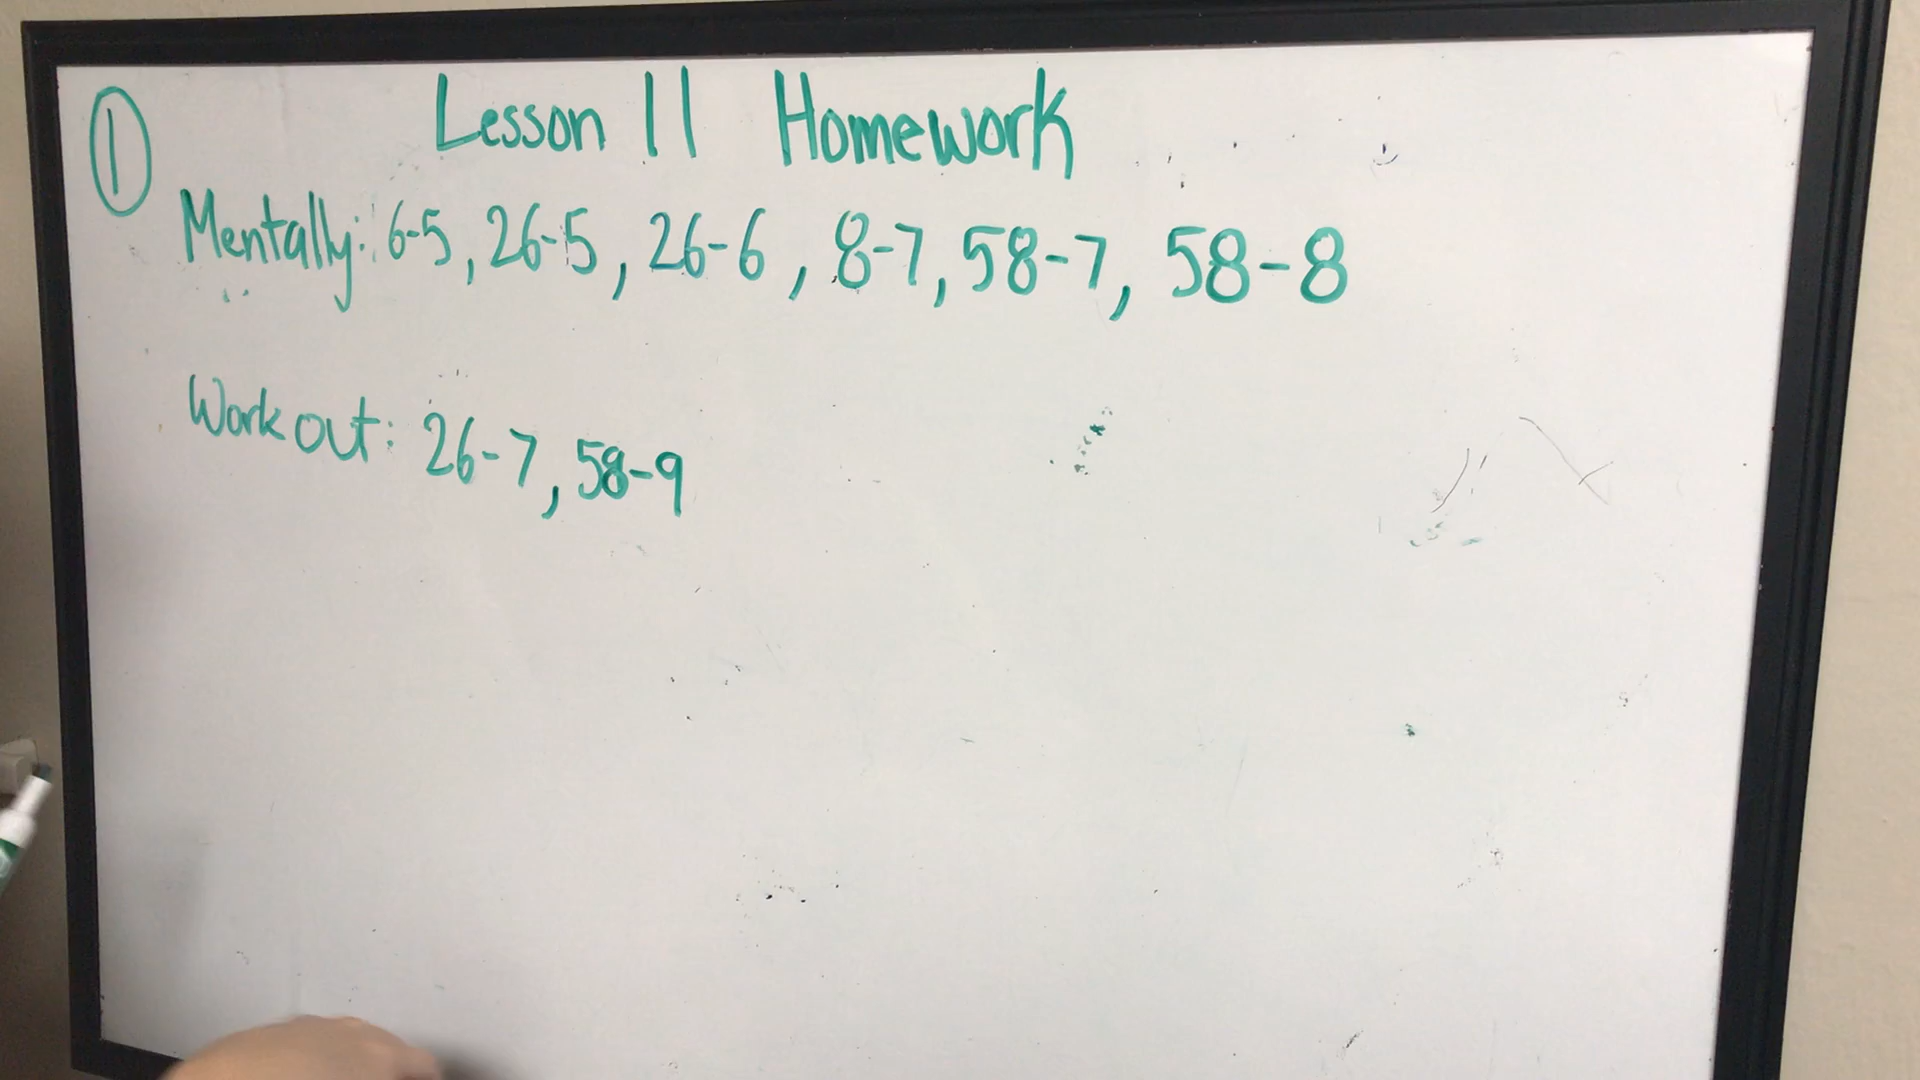 Lesson 11 Homework
①
Mentally: 6-5, 26-5, 26-6, 8-7, 58-7, 58-8
Work out: 26-7, 58-9